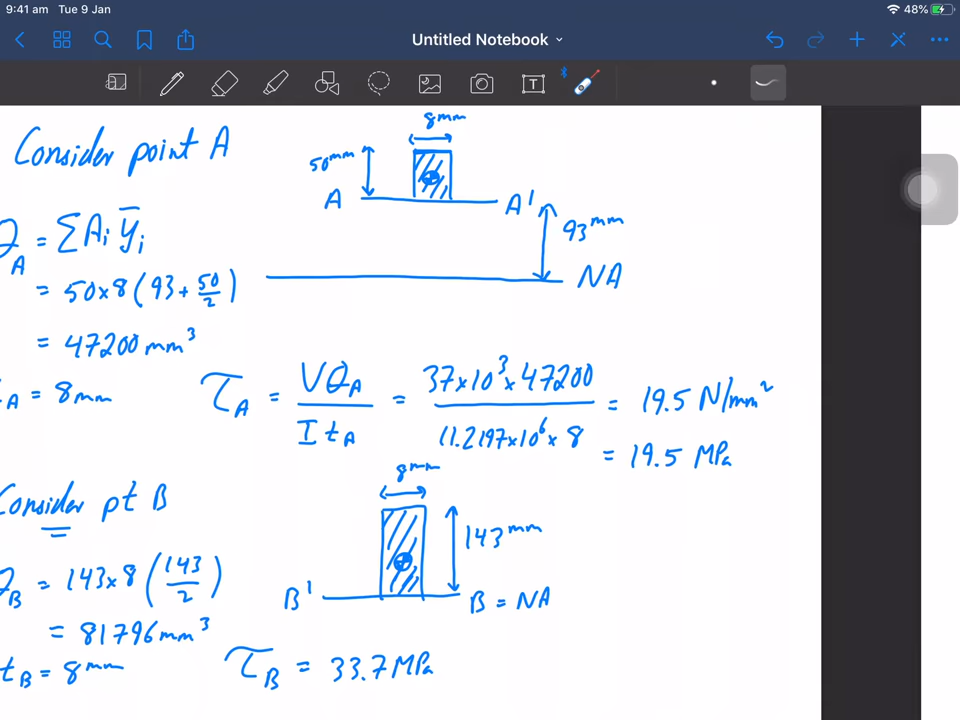 9:41 am Tue 9 Jan 48%
Untitled Notebook
T
Consider point A
8mm
50mm
A A'
93mm
NA
Q_A = ΣA_i ȳ_i
= 50×8 (93 + 50/2)
= 47200 mm³
t_A = 8mm
τ_A = VQ_A / I t_A = 37×10³×47200 / 11.2197×10⁶×8 = 19.5 N/mm²
= 19.5 MPa
Consider pt B
8mm
143mm
B' B = NA
Q_B = 143×8 (143/2)
= 81796 mm³
t_B = 8mm
τ_B = 33.7 MPa